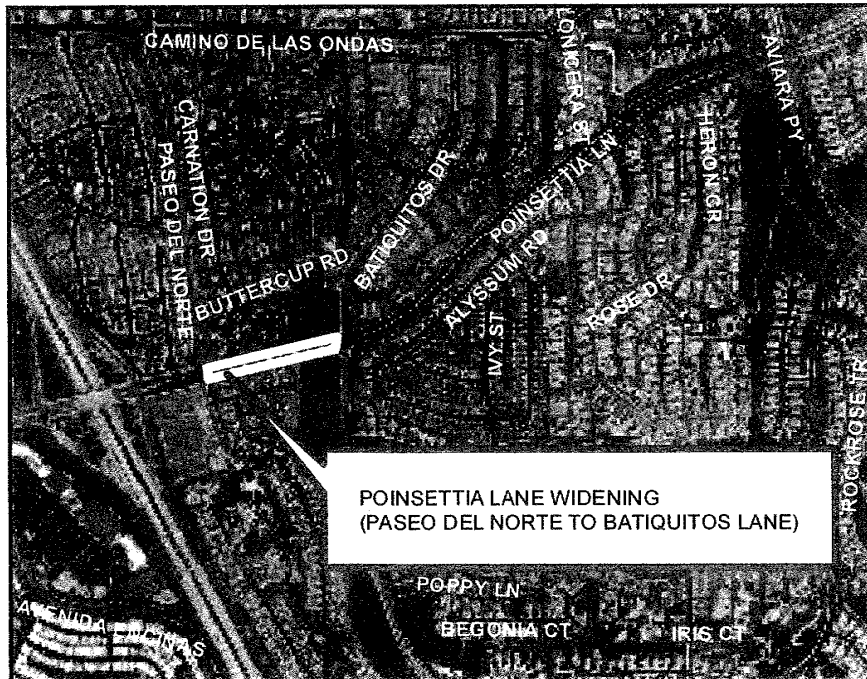 CAMINO DE LAS ONDAS
LONICERA ST
AVIARA PY
CARNATION DR
PASEO DEL NORTE
HERON CR
BATIQUITOS DR
POINSETTIA LN
BUTTERCUP RD
ALYSSUM RD
ROSE DR
IVY ST
ROCKROSE TR
POINSETTIA LANE WIDENING
(PASEO DEL NORTE TO BATIQUITOS LANE)
POPPY LN
AVENIDA ENCINAS
BEGONIA CT
IRIS CT